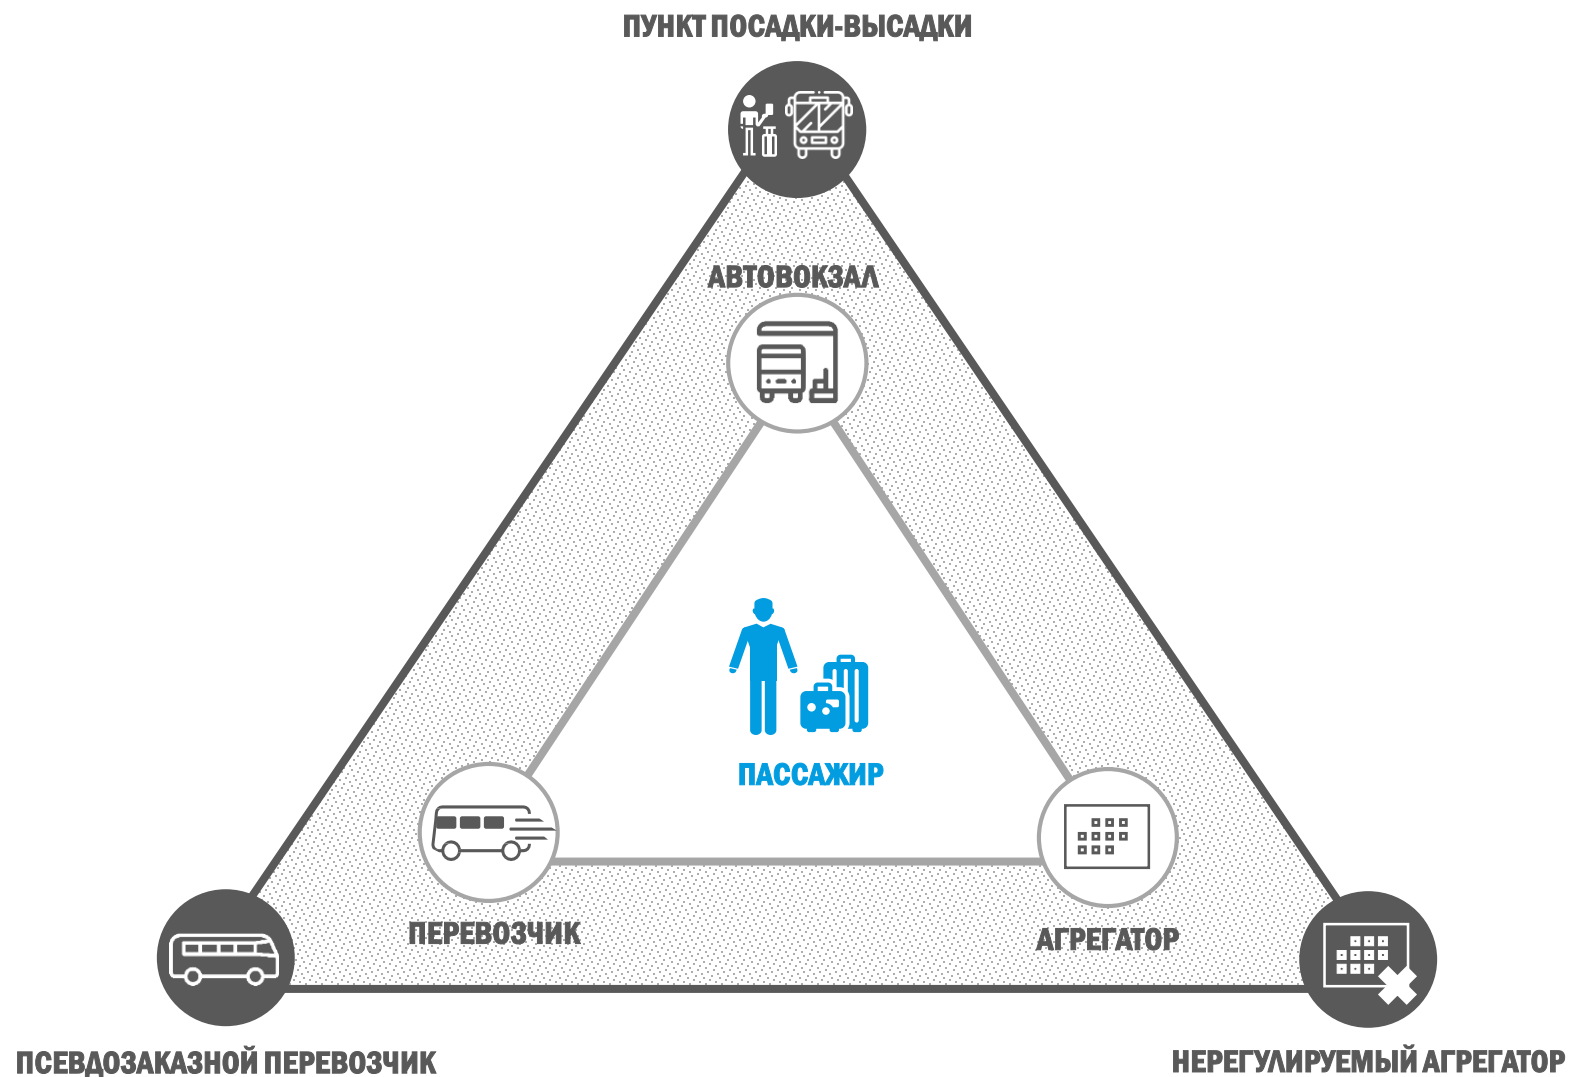 ПУНКТ ПОСАДКИ-ВЫСАДКИ
АВТОВОКЗАЛ
ПАССАЖИР
ПЕРЕВОЗЧИК
АГРЕГАТОР
ПСЕВДОЗАКАЗНОЙ ПЕРЕВОЗЧИК
НЕРЕГУЛИРУЕМЫЙ АГРЕГАТОР